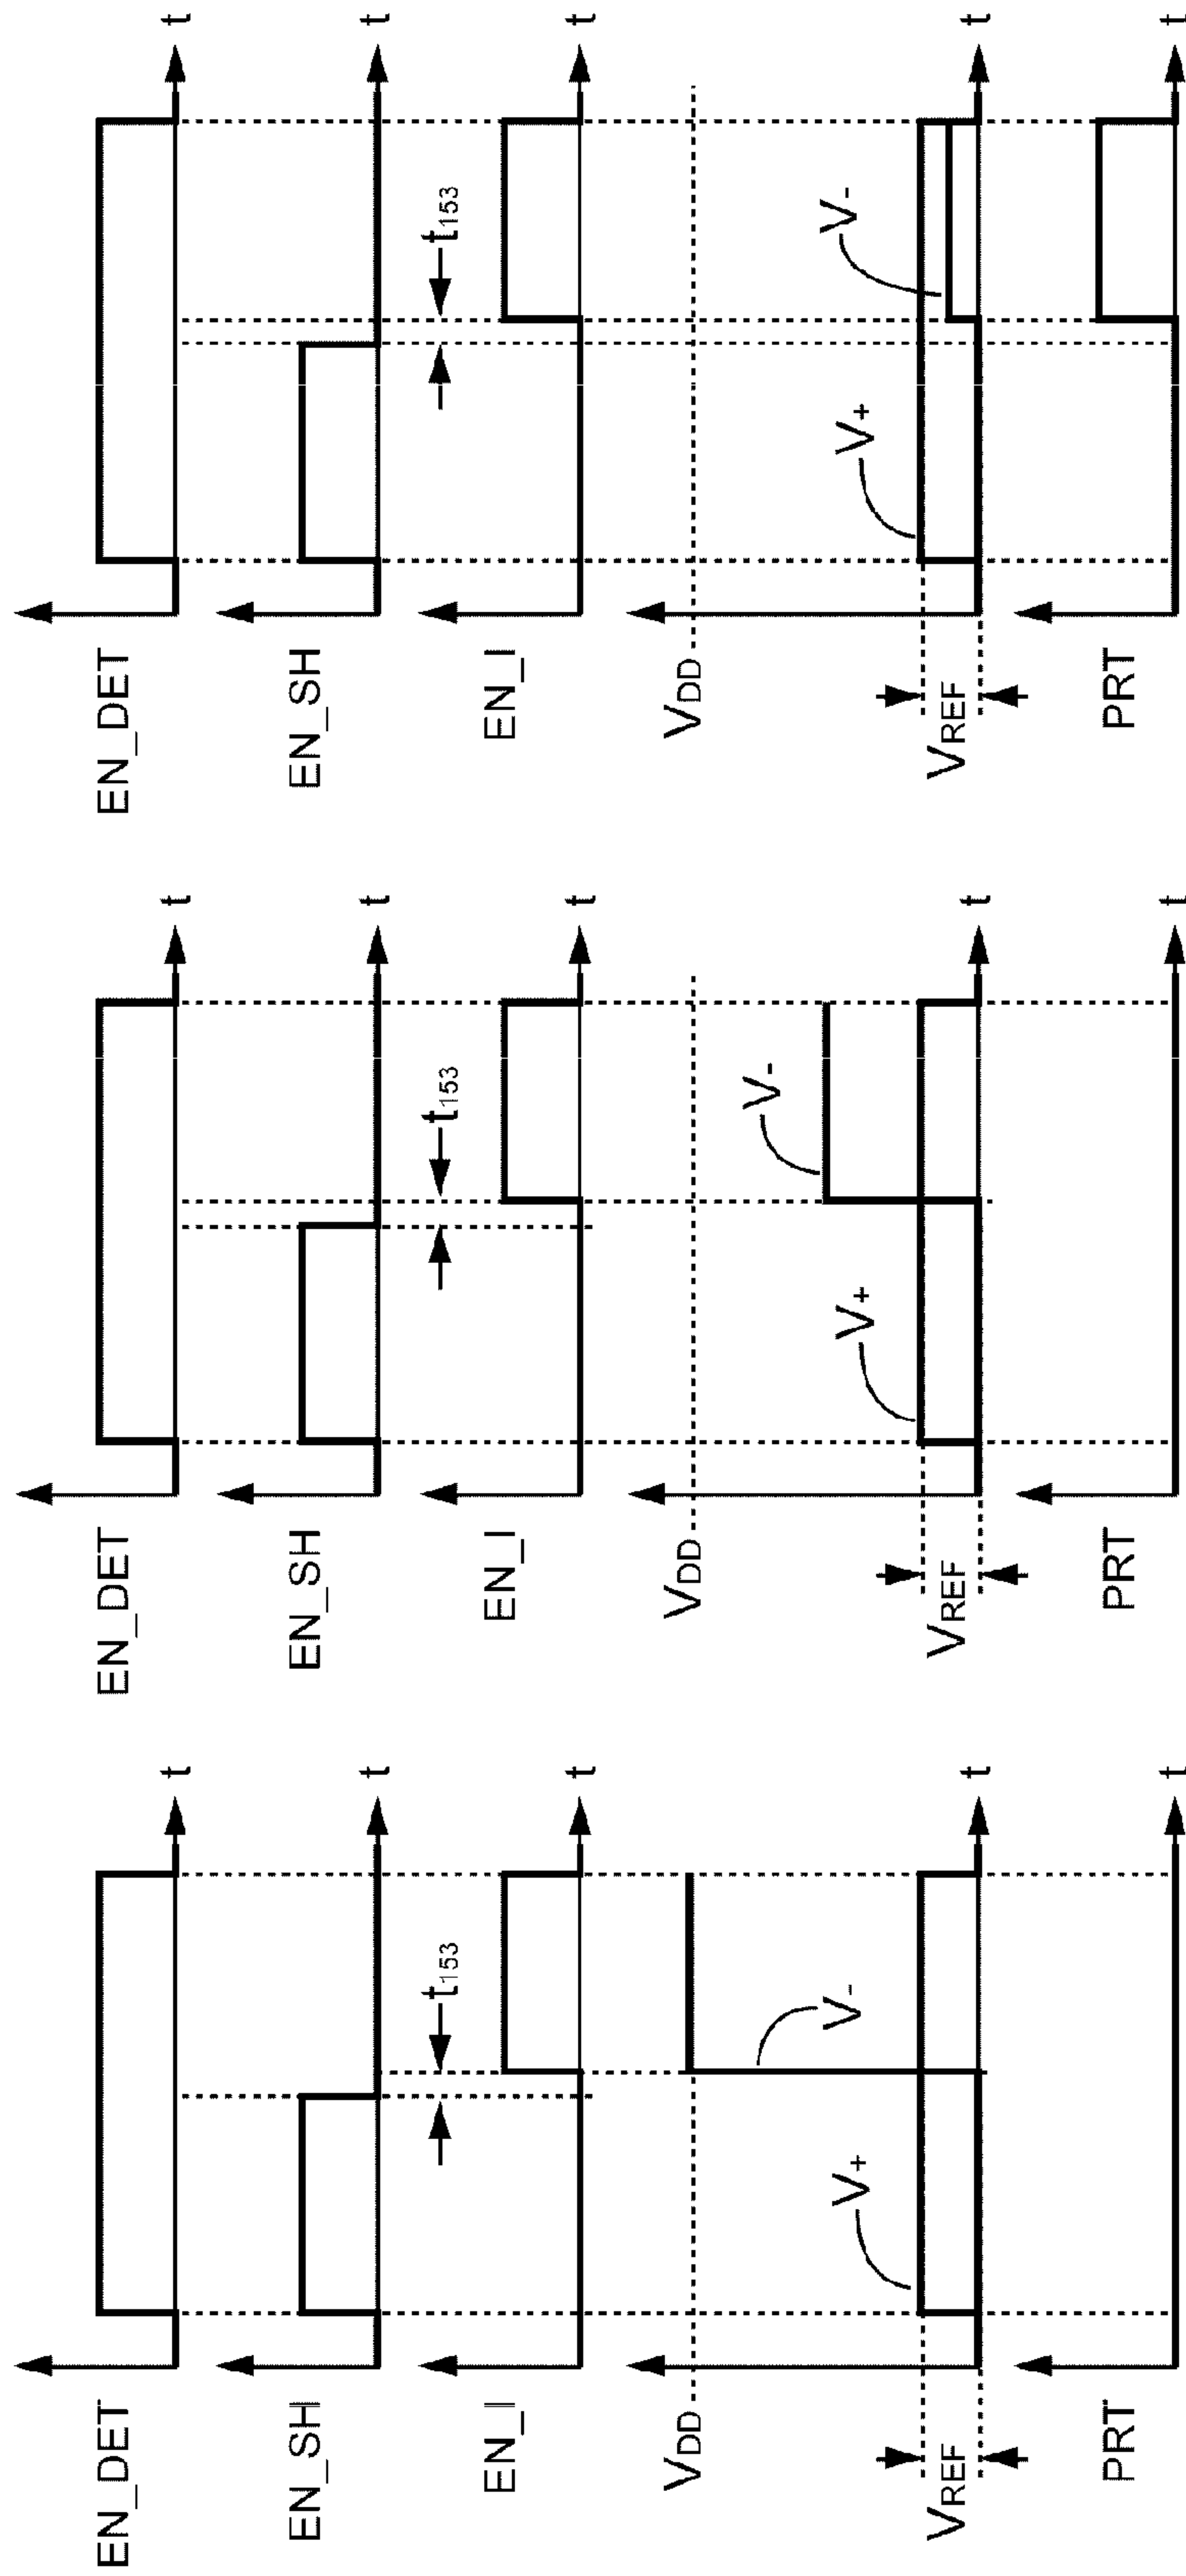 EN_DET
t
EN_SH
t
t153
EN_I
t
VDD
V-
V+
VREF
t
PRT
t
EN_DET
t
EN_SH
t
t153
EN_I
t
VDD
V-
V+
VREF
t
PRT
t
EN_DET
t
EN_SH
t
t153
EN_I
t
VDD
V-
V+
VREF
t
PRT
t